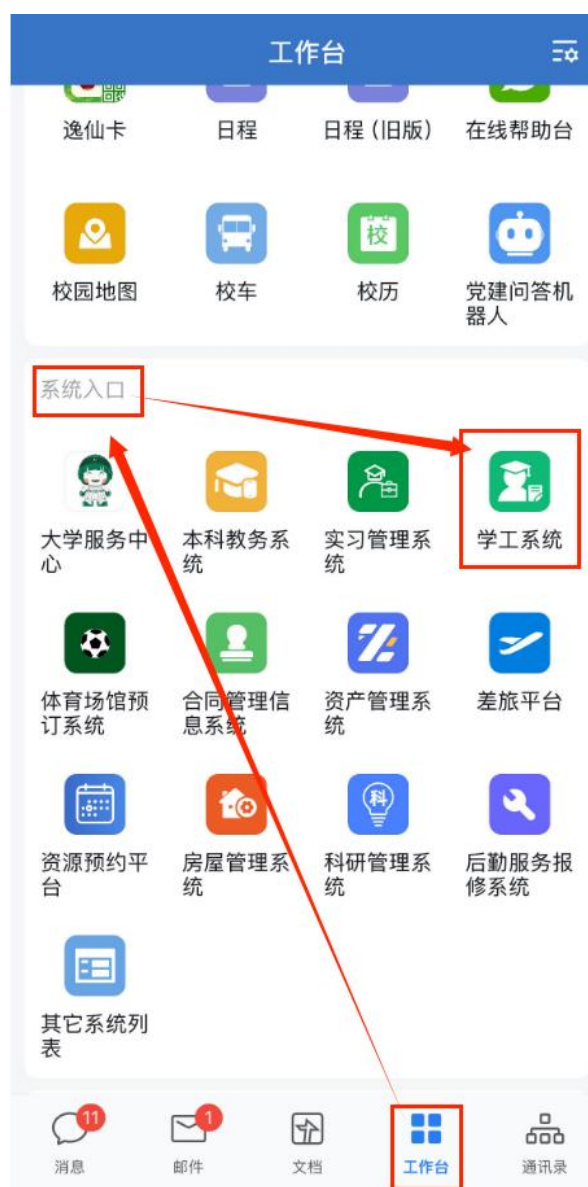 工作台
逸仙卡
日程
日程（旧版）
在线帮助台
校
校园地图
校车
校历
党建问答机
器人
系统入口
大学服务中
心
本科教务系
统
实习管理系
统
学工系统
体育场馆预
订系统
合同管理信
息系统
资产管理系
统
差旅平台
科
资源预约平
台
房屋管理系
统
科研管理系
统
后勤服务报
修系统
其它系统列
表
11
1
消息
邮件
文档
工作台
通讯录